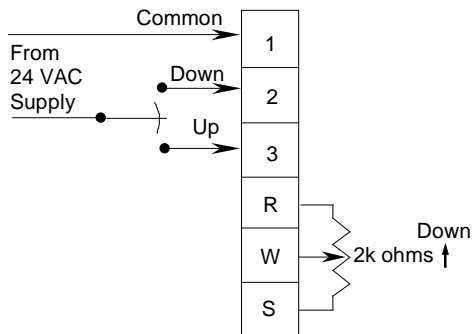 Common
1
From
24 VAC
Supply
Down
2
Up
3
R
W
S
2k ohms
Down